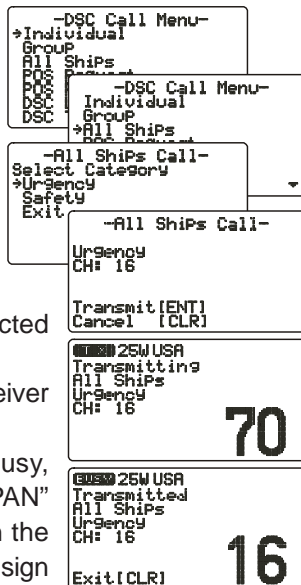 -DSC Call Menu-
Individual
Group
All Ships
POS Request
POS
DSC
DSC
-DSC Call Menu-
Individual
Group
All Ships
-All Ships Call-
Select Category
Urgency
Safety
Exit
-All Ships Call-
Urgency
CH: 16
Transmit[ENT]
Cancel [CLR]
25W USA
Transmitting
All Ships
Urgency
CH: 16
70
BUSY 25W USA
Transmitted
All Ships
Urgency
CH: 16
16
Exit[CLR]
cted
eiver
usy,
PAN”
n the
sign